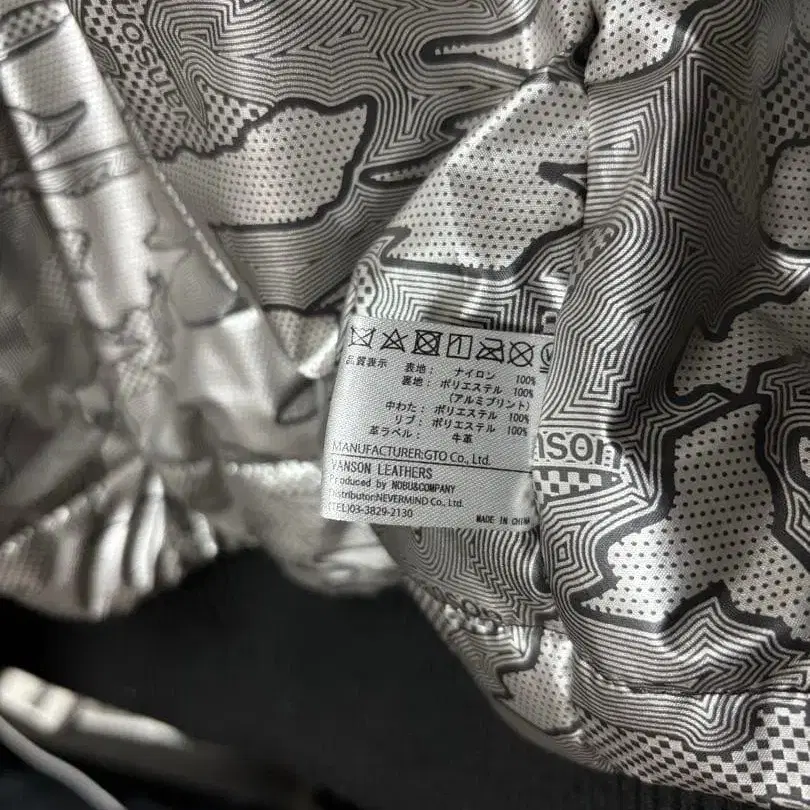 vanson
品質表示 表地： ナイロン 100%
裏地： ポリエステル 100%
(アルミプリント)
中わた： ポリエステル 100%
リブ： ポリエステル 100%
革ラベル： 牛革
MANUFACTURER;GTO Co., Ltd.
VANSON LEATHERS
Produced by NOBU&COMPANY
Distributor:NEVERMIND Co., Ltd.
(TEL)03-3829-2130
MADE IN CHINA
nson